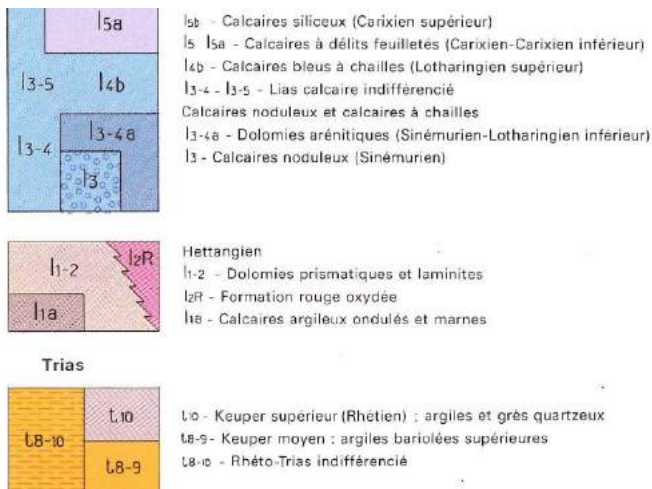 l5a
l3-5
l4b
l3-4a
l3-4
l3
l5b - Calcaires siliceux (Carixien supérieur)
l5 l5a - Calcaires à délits feuilletés (Carixien-Carixien inférieur)
l4b - Calcaires bleus à chailles (Lotharingien supérieur)
l3-4 - l3-5 - Lias calcaire indifférencié
Calcaires noduleux et calcaires à chailles
l3-4a - Dolomies arénitiques (Sinémurien-Lotharingien inférieur)
l3 - Calcaires noduleux (Sinémurien)
l1-2
l2R
l1a
Hettangien
l1-2 - Dolomies prismatiques et laminites
l2R - Formation rouge oxydée
l1a - Calcaires argileux ondulés et marnes
Trias
t10
t8-10
t8-9
t10 - Keuper supérieur (Rhétien) : argiles et grès quartzeux
t8-9 - Keuper moyen : argiles bariolées supérieures
t8-10 - Rhéto-Trias indifférencié